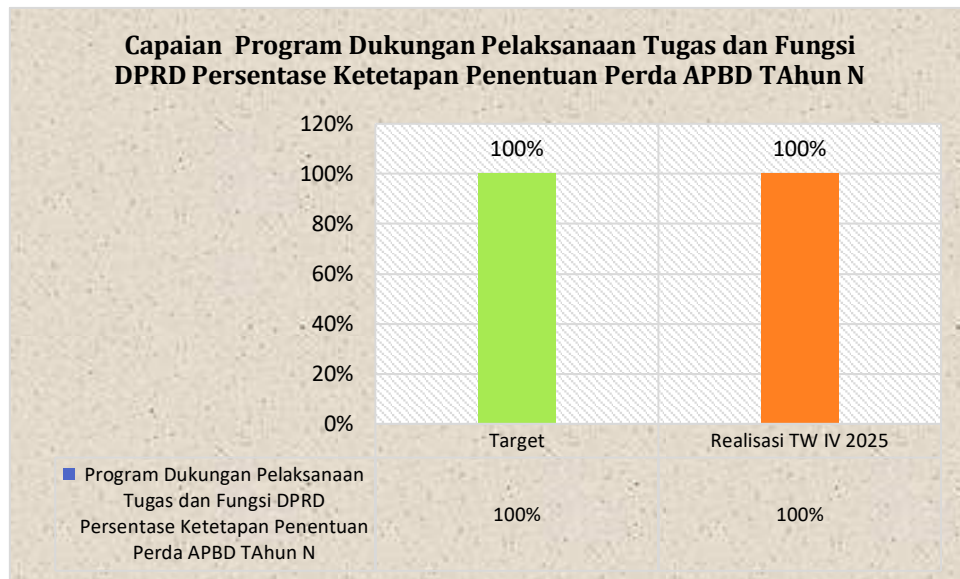 Capaian Program Dukungan Pelaksanaan Tugas dan Fungsi
DPRD Persentase Ketetapan Penentuan Perda APBD TAhun N
120%
100%
80%
60%
40%
20%
0%
100%
100%
Target
Realisasi TW IV 2025
Program Dukungan Pelaksanaan
Tugas dan Fungsi DPRD
Persentase Ketetapan Penentuan
Perda APBD TAhun N
100%
100%